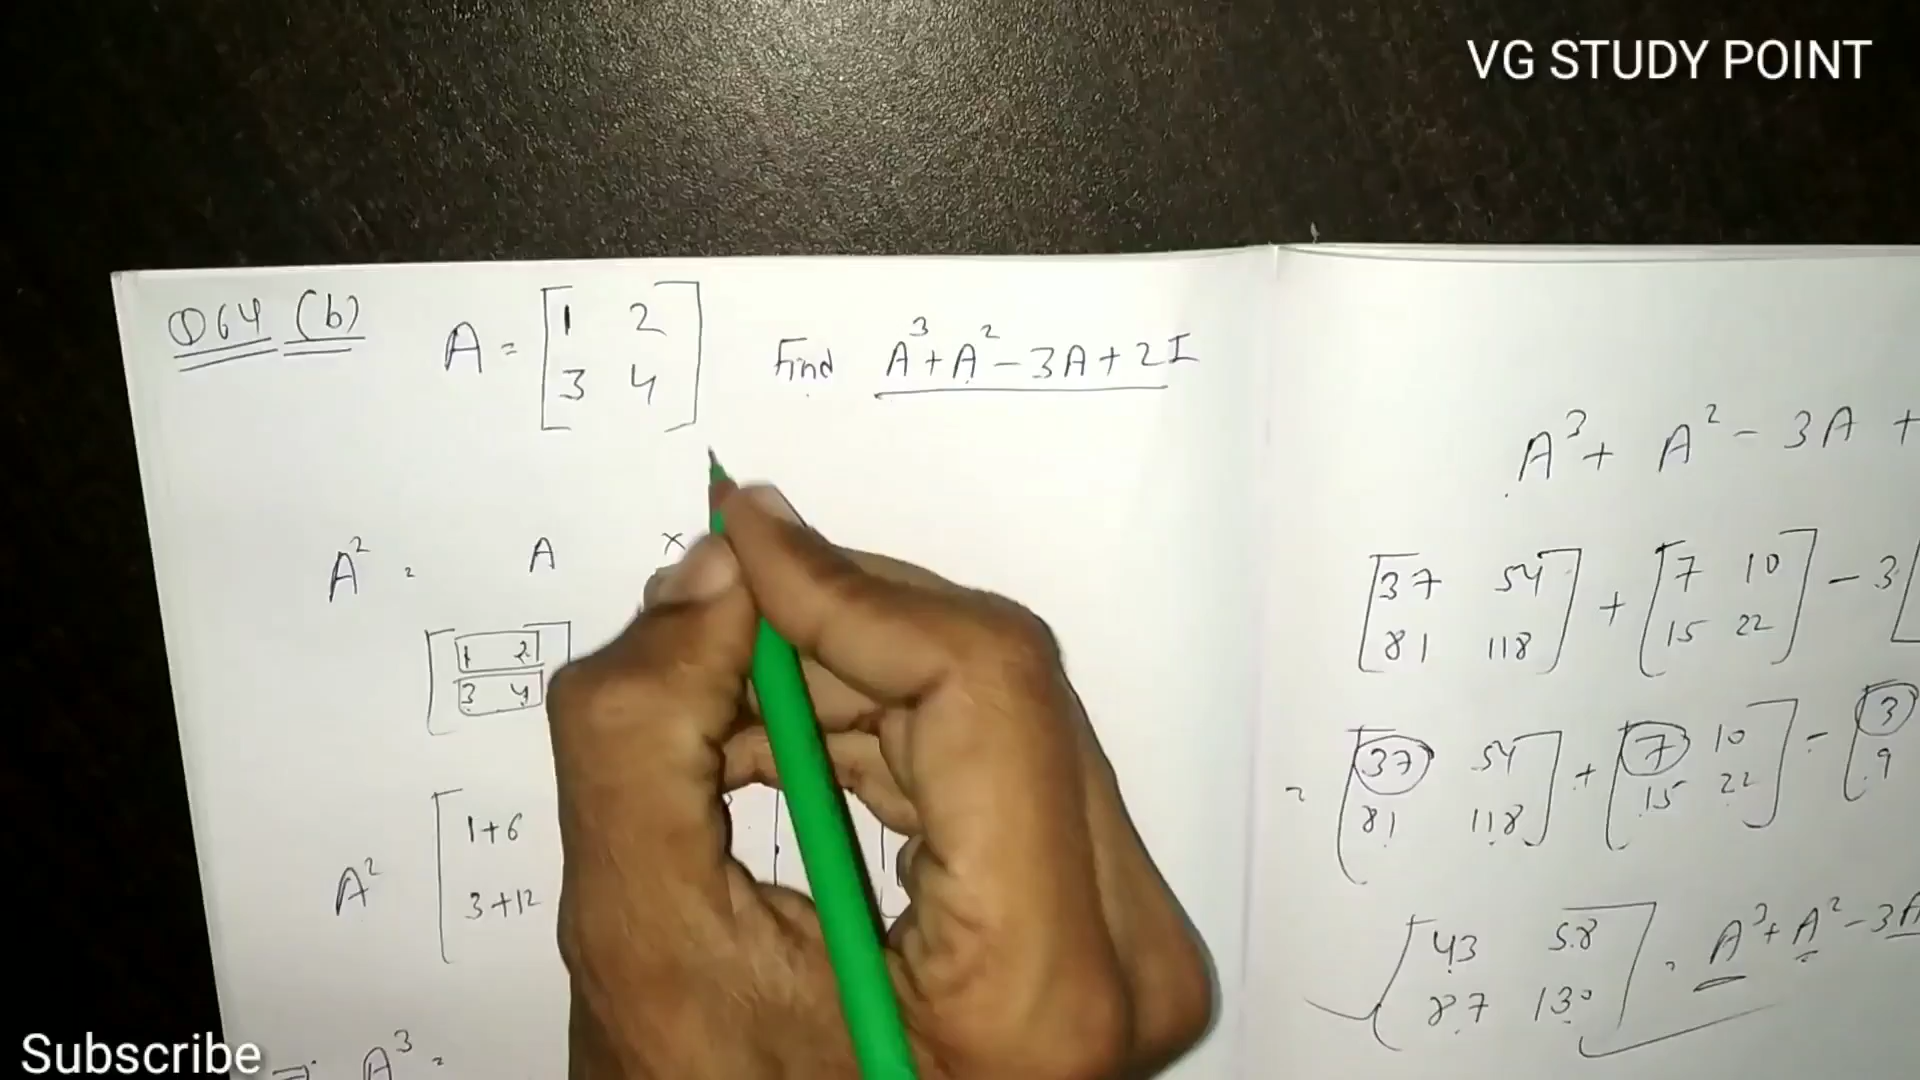 VG STUDY POINT
Q64 (b) A = [1 2 3 4] Find A³ + A² - 3A + 2I
A² = A ×
[1 2
3 4]
A² [1+6
3+12
⇒ A³ =
A³ + A² - 3A +
[37 54 81 118] + [7 10 15 22] - 3[
= [37 54 81 118] + [7 10 15 22] - [3 9
[43 58 87 130] = A³ + A² - 3A
Subscribe